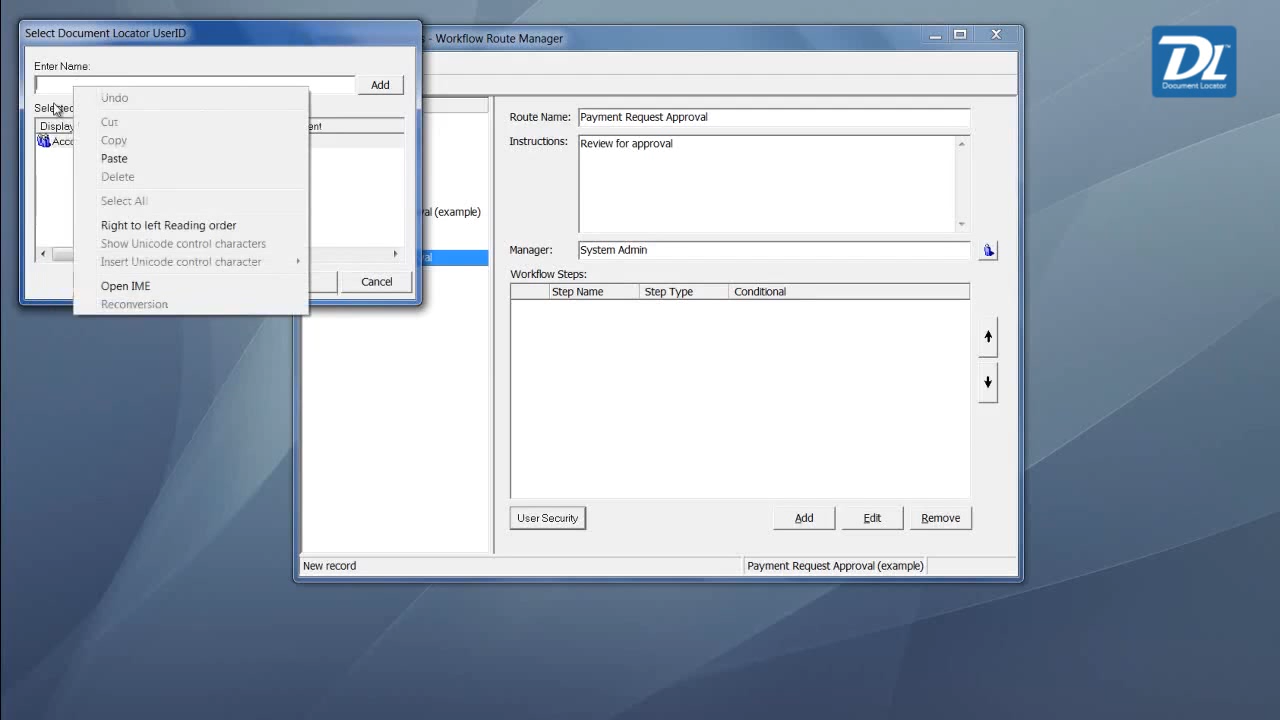 Select Document Locator UserID
Enter Name:
Add
Selected
Display
Acco
Undo
Cut
Copy
Paste
Delete
Select All
Right to left Reading order
Show Unicode control characters
Insert Unicode control character
Open IME
Reconversion
Cancel
- Workflow Route Manager
Route Name:
Payment Request Approval
Instructions:
Review for approval
(example)
Manager:
System Admin
Workflow Steps:
Step Name
Step Type
Conditional
User Security
Add
Edit
Remove
New record
Payment Request Approval (example)
DL
Document Locator